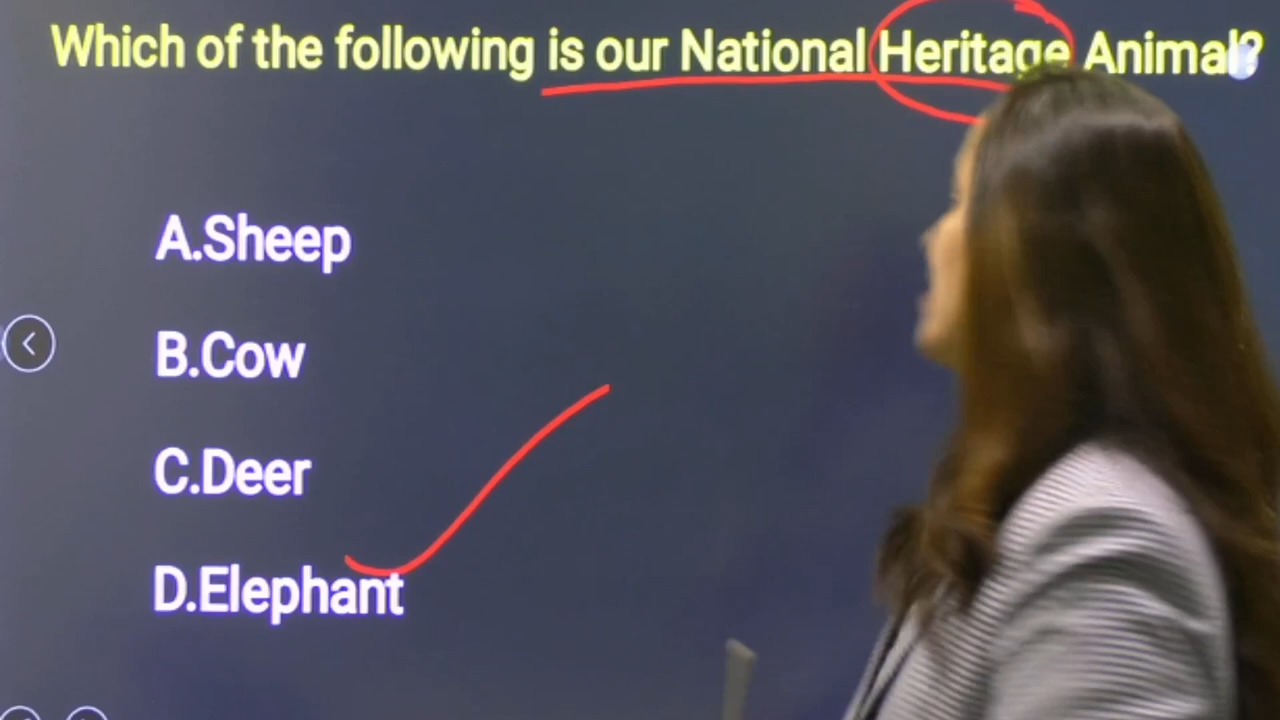 Which of the following is our National Heritage Animal?
A.Sheep
B.Cow
C.Deer
D.Elephant